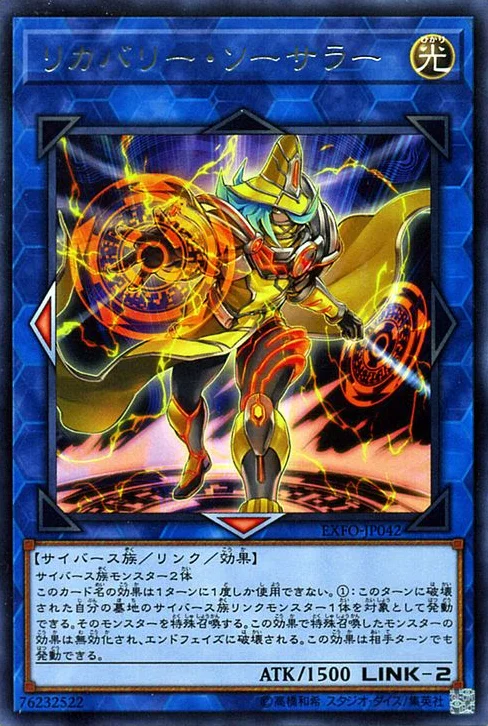 リカバリー・ソーサラー
光
ひかり
EXFO-JP042
【サイバース族／リンク／効果】
サイバース族モンスター2体
このカード名の効果は1ターンに1度しか使用できない。①：このターンに破壊
された自分の墓地のサイバース族リンクモンスター1体を対象として発動
できる。そのモンスターを特殊召喚する。この効果で特殊召喚したモンスターの
効果は無効化され、エンドフェイズに破壊される。この効果は相手ターンでも
発動できる。
ATK/1500 LINK-2
76232522
©高橋和希 スタジオ・ダイス/集英社